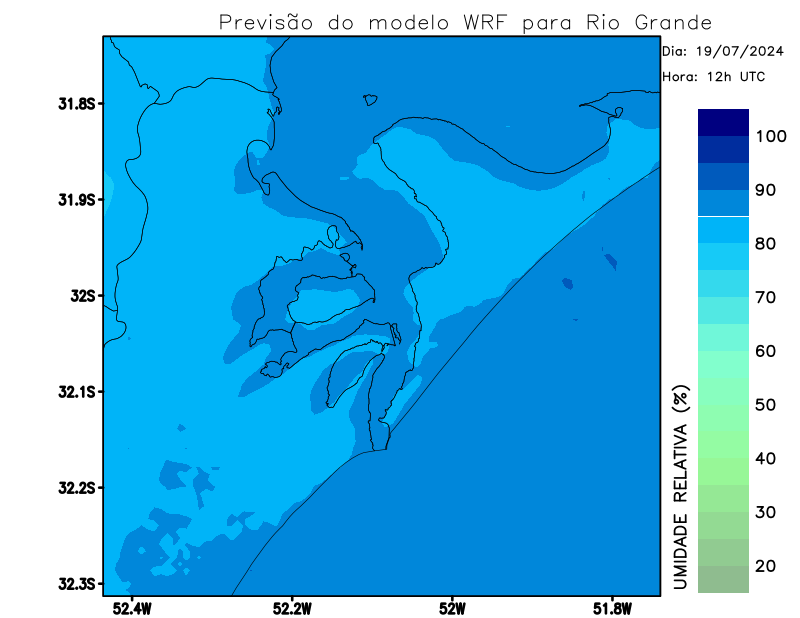 Previsão do modelo WRF para Rio Grande
Dia: 19/07/2024
Hora: 12h UTC
31.8S
31.9S
32S
32.1S
32.2S
32.3S
52.4W
52.2W
52W
51.8W
100
90
80
70
60
50
40
30
20
UMIDADE RELATIVA (%)